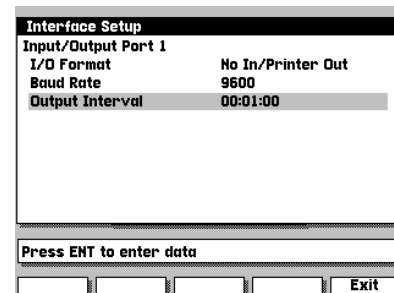 Interface Setup
Input/Output Port 1
I/O Format No In/Printer Out
Baud Rate 9600
Output Interval 00:01:00
Press ENT to enter data
Exit